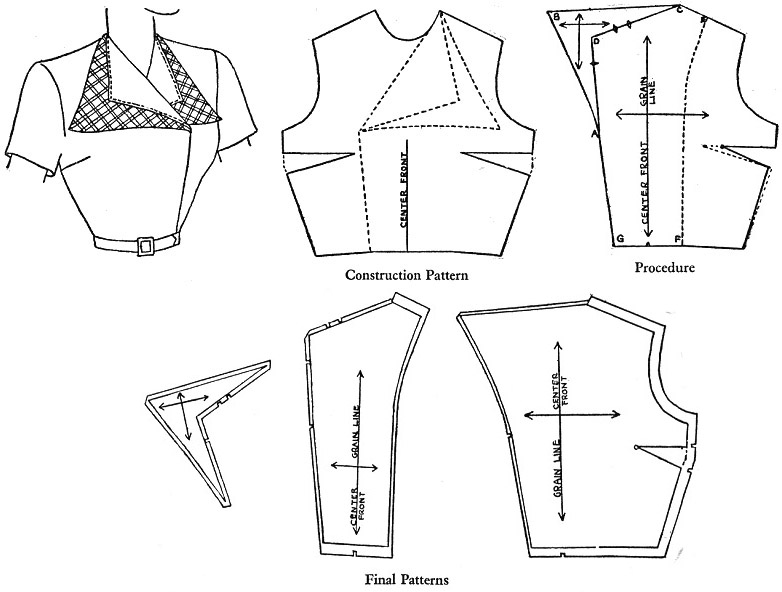 CENTER FRONT
Construction Pattern
B
C
E
D
A
G
F
GRAIN
LINE
CENTER FRONT
Procedure
GRAIN LINE
CENTER
FRONT
CENTER
FRONT
GRAIN LINE
Final Patterns